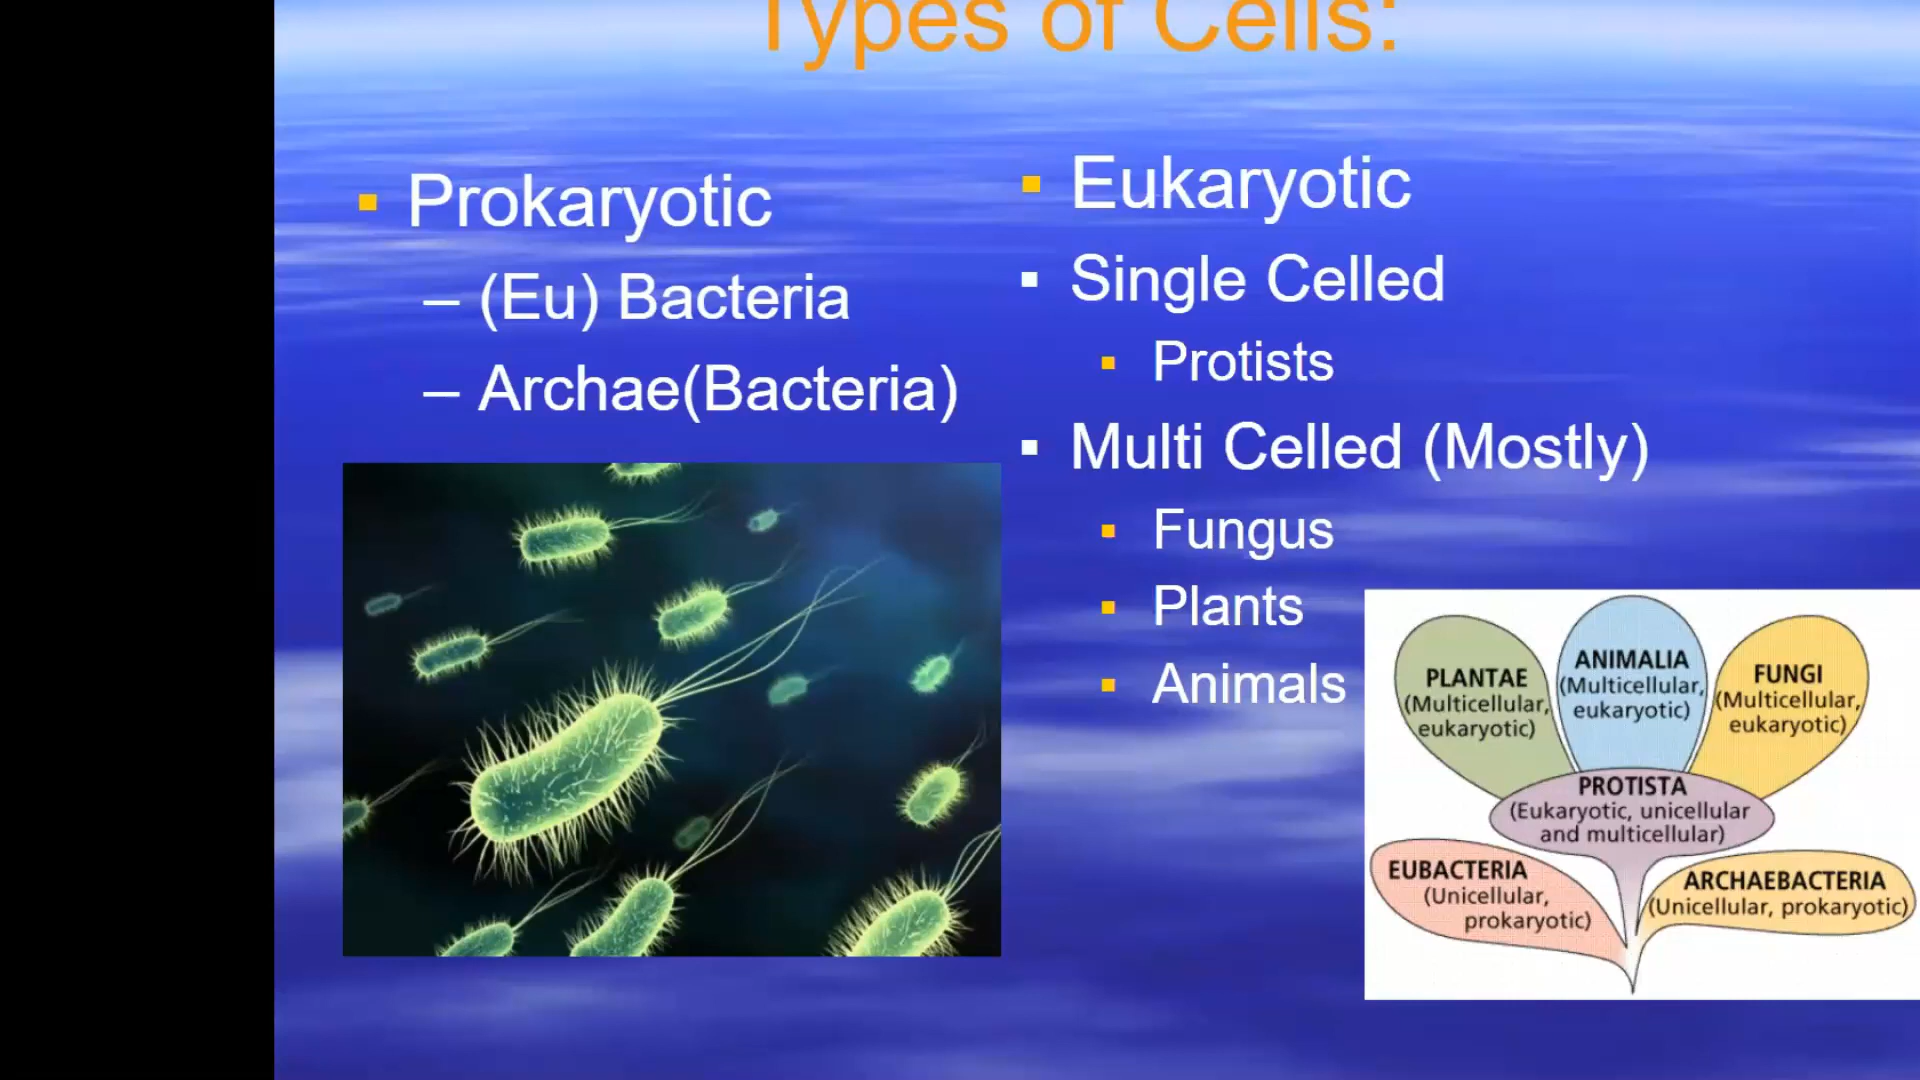 Types of Cells:
Prokaryotic
– (Eu) Bacteria
– Archae(Bacteria)
Eukaryotic
Single Celled
Protists
Multi Celled (Mostly)
Fungus
Plants
Animals
PLANTAE
(Multicellular,
eukaryotic)
ANIMALIA
(Multicellular,
eukaryotic)
FUNGI
(Multicellular,
eukaryotic)
PROTISTA
(Eukaryotic, unicellular
and multicellular)
EUBACTERIA
(Unicellular,
prokaryotic)
ARCHAEBACTERIA
(Unicellular, prokaryotic)